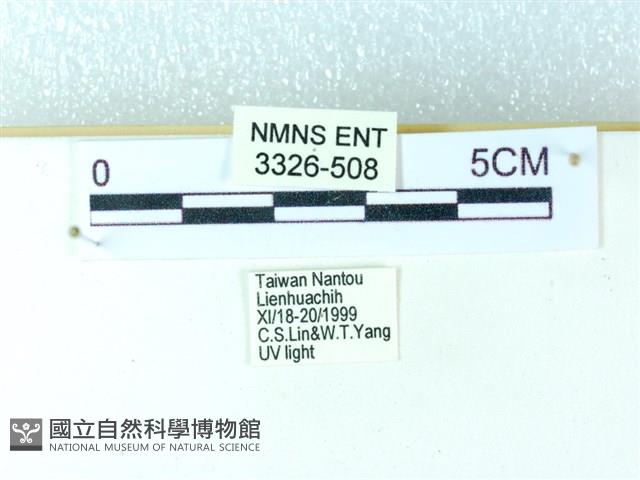 NMNS ENT
3326-508
0
5CM
Taiwan Nantou
Lienhuachih
XI/18-20/1999
C.S.Lin&W.T.Yang
UV light
國立自然科學博物館
NATIONAL MUSEUM OF NATURAL SCIENCE